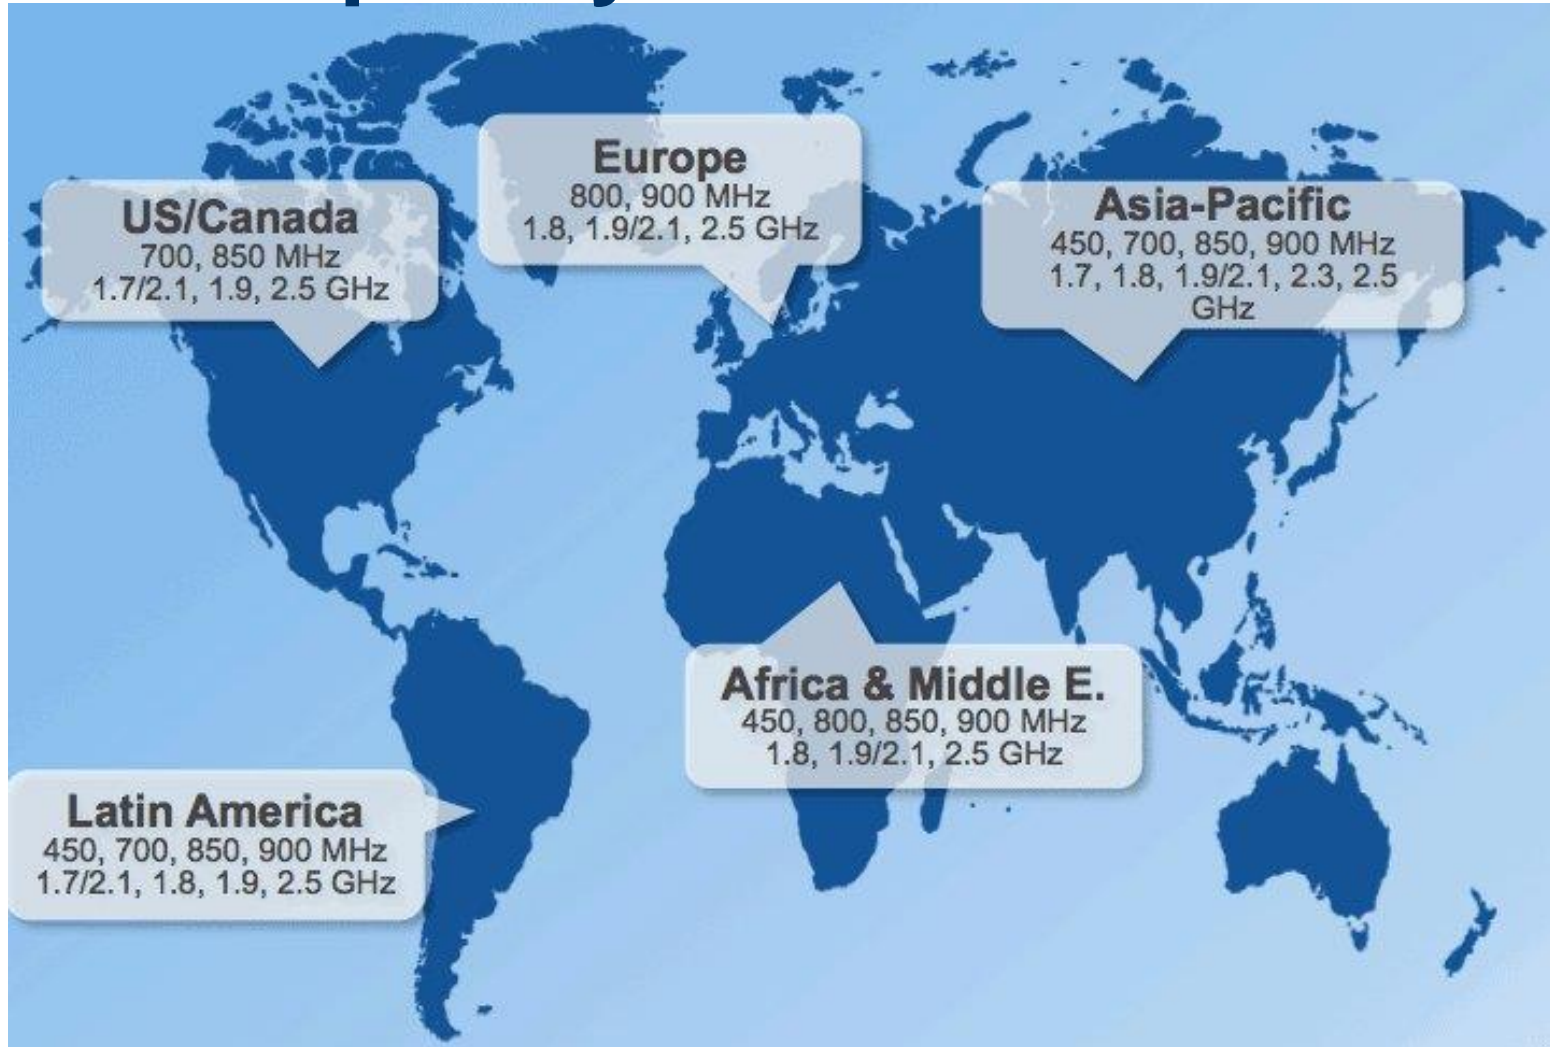 Europe
800, 900 MHz
1.8, 1.9/2.1, 2.5 GHz
US/Canada
700, 850 MHz
1.7/2.1, 1.9, 2.5 GHz
Asia-Pacific
450, 700, 850, 900 MHz
1.7, 1.8, 1.9/2.1, 2.3, 2.5
GHz
Africa & Middle E.
450, 800, 850, 900 MHz
1.8, 1.9/2.1, 2.5 GHz
Latin America
450, 700, 850, 900 MHz
1.7/2.1, 1.8, 1.9, 2.5 GHz